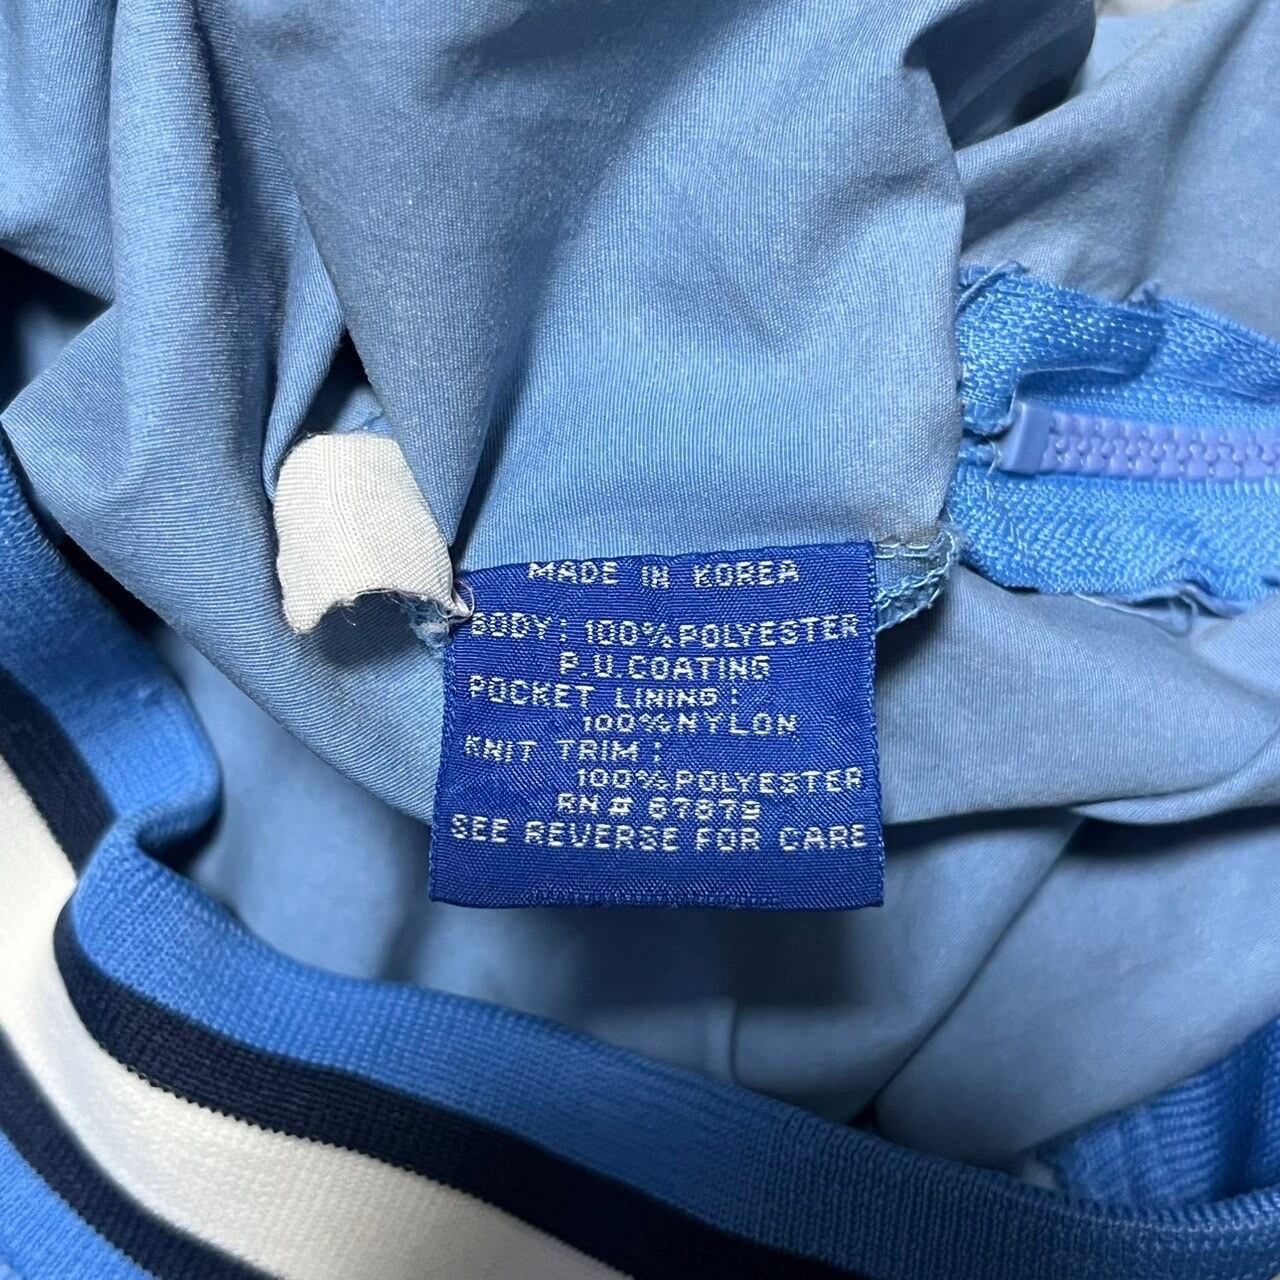 MADE IN KOREA
BODY: 100% POLYESTER
P.U.COATING
POCKET LINING:
100% NYLON
KNIT TRIM:
100% POLYESTER
RN# 67879
SEE REVERSE FOR CARE